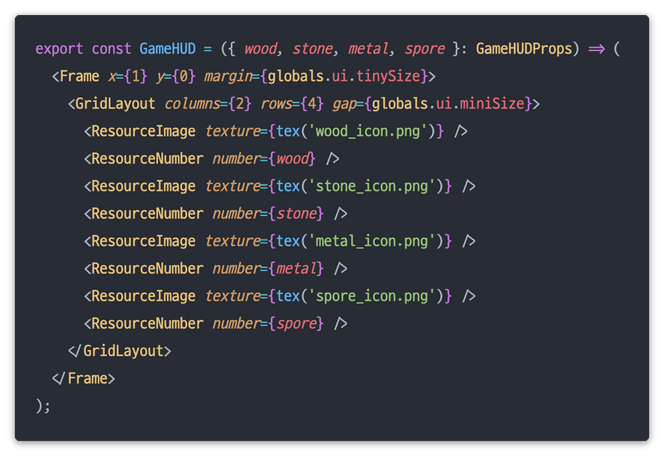 export const GameHUD = ({ wood, stone, metal, spore }: GameHUDProps) => (
  <Frame x={1} y={0} margin={globals.ui.tinySize}>
    <GridLayout columns={2} rows={4} gap={globals.ui.miniSize}>
      <ResourceImage texture={tex('wood_icon.png')} />
      <ResourceNumber number={wood} />
      <ResourceImage texture={tex('stone_icon.png')} />
      <ResourceNumber number={stone} />
      <ResourceImage texture={tex('metal_icon.png')} />
      <ResourceNumber number={metal} />
      <ResourceImage texture={tex('spore_icon.png')} />
      <ResourceNumber number={spore} />
    </GridLayout>
  </Frame>
);